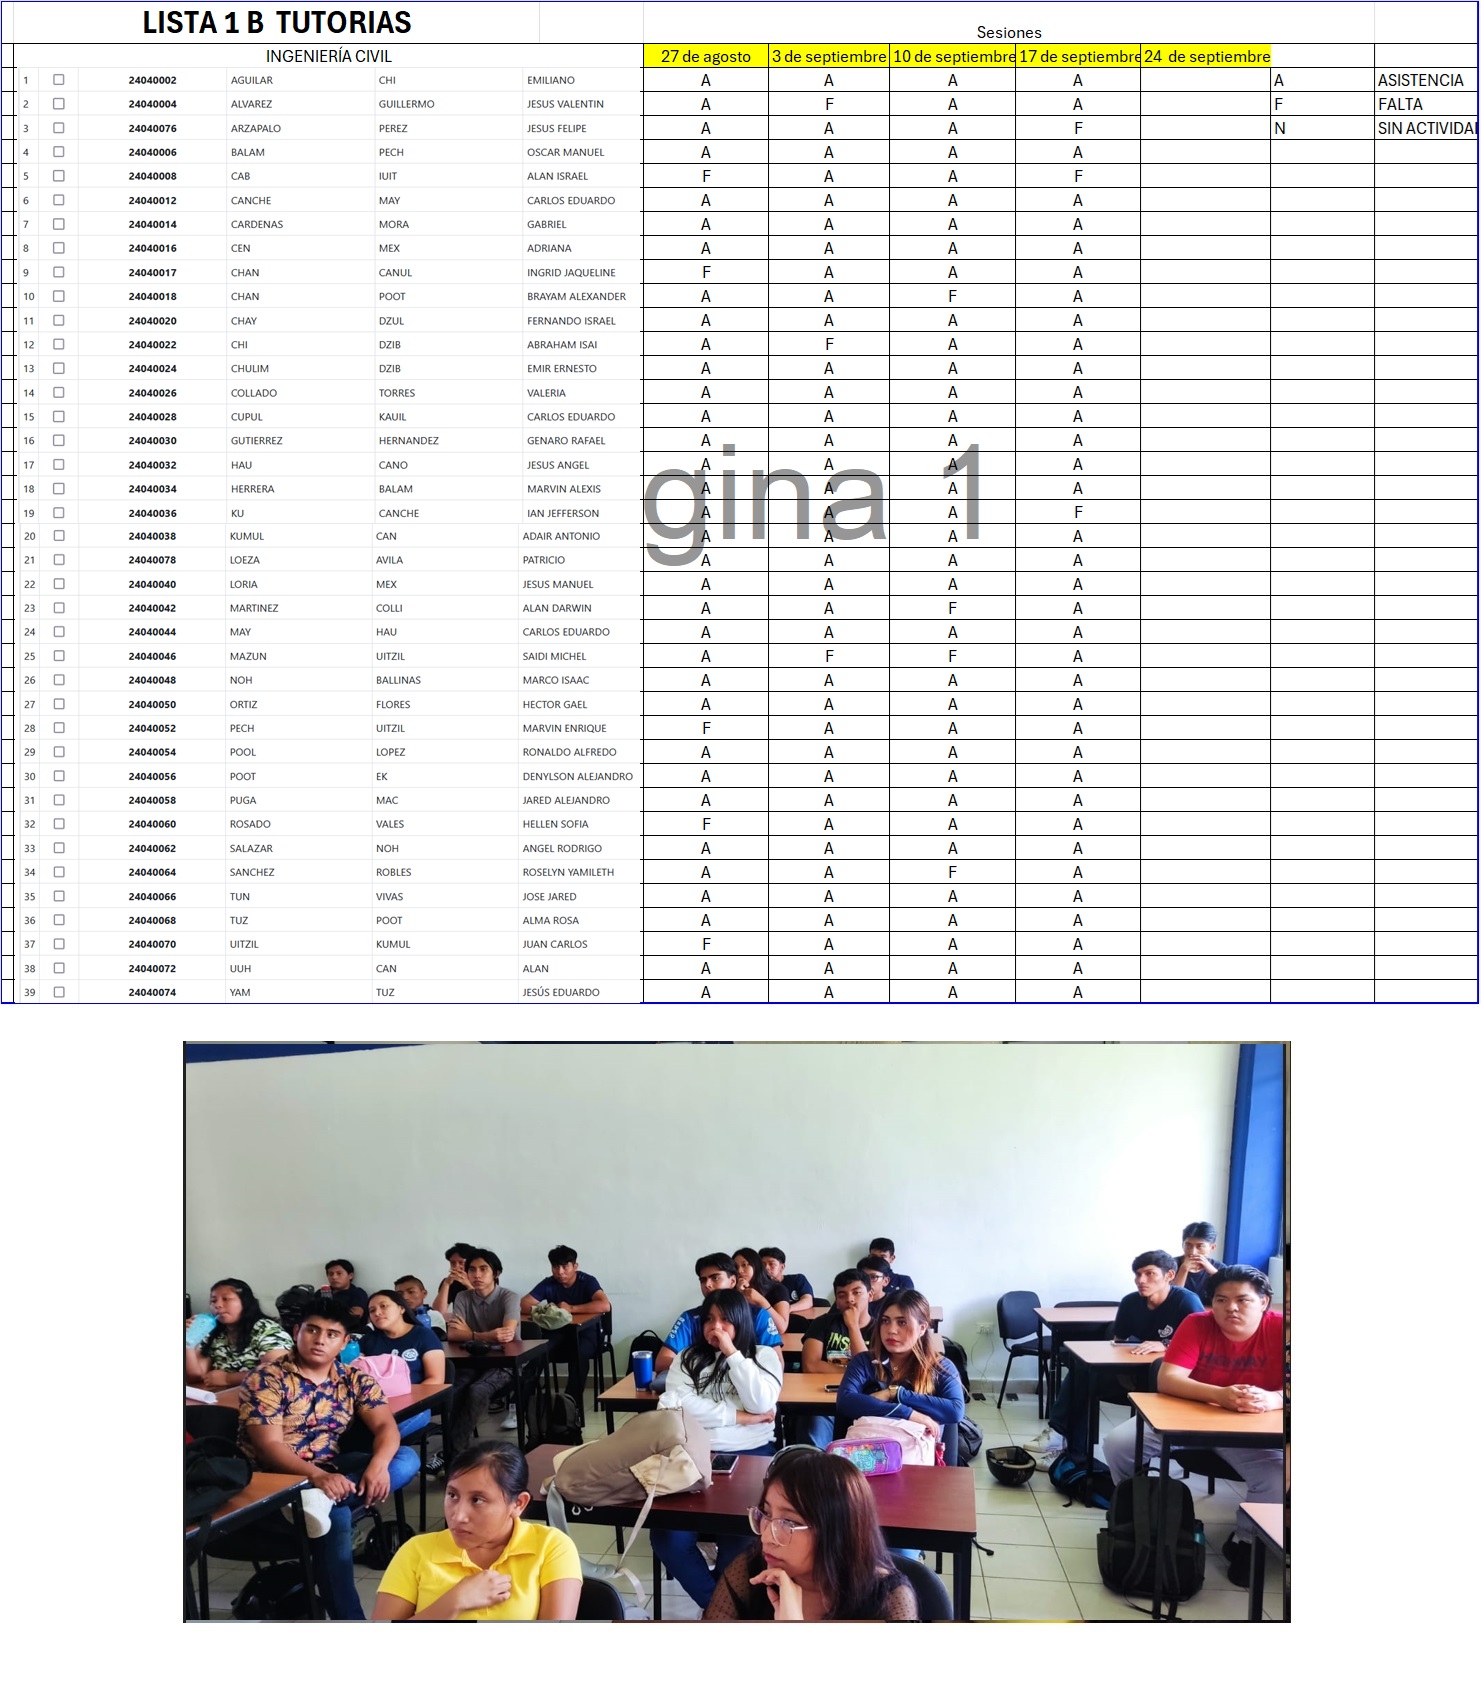 LISTA 1 B TUTORIAS
Sesiones
INGENIERÍA CIVIL 27 de agosto 3 de septiembre 10 de septiembre 17 de septiembre 24 de septiembre
1 24040002 AGUILAR CHI EMILIANO A A A A A ASISTENCIA
2 24040004 ALVAREZ GUILLERMO JESUS VALENTIN A F A A F FALTA
3 24040076 ARZAPALO PEREZ JESUS FELIPE A A A F N SIN ACTIVIDA
4 24040006 BALAM PECH OSCAR MANUEL A A A A
5 24040008 CAB IUIT ALAN ISRAEL F A A F
6 24040012 CANCHE MAY CARLOS EDUARDO A A A A
7 24040014 CARDENAS MORA GABRIEL A A A A
8 24040016 CEN MEX ADRIANA A A A A
9 24040017 CHAN CANUL INGRID JAQUELINE F A A A
10 24040018 CHAN POOT BRAYAM ALEXANDER A A F A
11 24040020 CHAY DZUL FERNANDO ISRAEL A A A A
12 24040022 CHI DZIB ABRAHAM ISAI A F A A
13 24040024 CHULIM DZIB EMIR ERNESTO A A A A
14 24040026 COLLADO TORRES VALERIA A A A A
15 24040028 CUPUL KAUIL CARLOS EDUARDO A A A A
16 24040030 GUTIERREZ HERNANDEZ GENARO RAFAEL A A A A
17 24040032 HAU CANO JESUS ANGEL A A A A
18 24040034 HERRERA BALAM MARVIN ALEXIS A A A A
gina 1
19 24040036 KU CANCHE IAN JEFFERSON A A A F
20 24040038 KUMUL CAN ADAIR ANTONIO A A A A
21 24040078 LOEZA AVILA PATRICIO A A A A
22 24040040 LORIA MEX JESUS MANUEL A A A A
23 24040042 MARTINEZ COLLI ALAN DARWIN A A F A
24 24040044 MAY HAU CARLOS EDUARDO A A A A
25 24040046 MAZUN UITZIL SAIDI MICHEL A F F A
26 24040048 NOH BALLINAS MARCO ISAAC A A A A
27 24040050 ORTIZ FLORES HECTOR GAEL A A A A
28 24040052 PECH UITZIL MARVIN ENRIQUE F A A A
29 24040054 POOL LOPEZ RONALDO ALFREDO A A A A
30 24040056 POOT EK DENYLSON ALEJANDRO A A A A
31 24040058 PUGA MAC JARED ALEJANDRO A A A A
32 24040060 ROSADO VALES HELLEN SOFIA F A A A
33 24040062 SALAZAR NOH ANGEL RODRIGO A A A A
34 24040064 SANCHEZ ROBLES ROSELYN YAMILETH A A F A
35 24040066 TUN VIVAS JOSE JARED A A A A
36 24040068 TUZ POOT ALMA ROSA A A A A
37 24040070 UITZIL KUMUL JUAN CARLOS F A A A
38 24040072 UUH CAN ALAN A A A A
39 24040074 YAM TUZ JESÚS EDUARDO A A A A